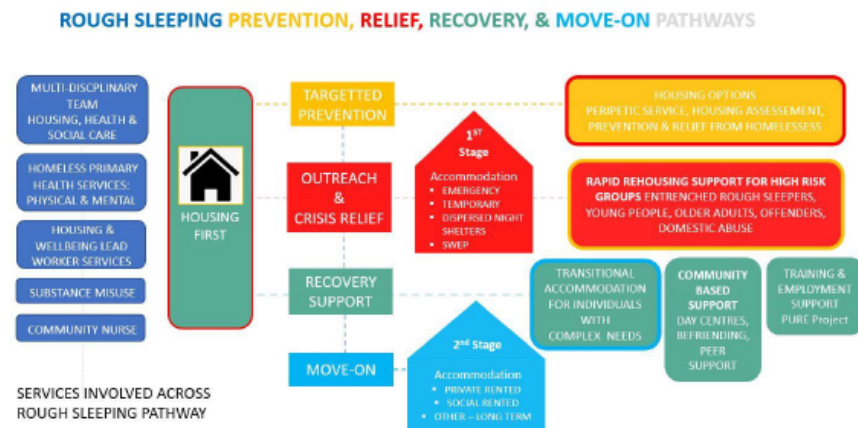 ROUGH SLEEPING PREVENTION, RELIEF, RECOVERY, & MOVE-ON PATHWAYS
MULTI-DISCPLINARY
TEAM
HOUSING, HEALTH &
SOCIAL CARE
HOMELESS PRIMARY
HEALTH SERVICES:
PHYSICAL & MENTAL
HOUSING &
WELLBEING LEAD
WORKER SERVICES
SUBSTANCE MISUSE
COMMUNITY NURSE
SERVICES INVOLVED ACROSS
ROUGH SLEEPING PATHWAY
HOUSING
FIRST
TARGETTED
PREVENTION
OUTREACH
&
CRISIS RELIEF
RECOVERY
SUPPORT
MOVE-ON
1ST
Stage
Accommodation
• EMERGENCY
• TEMPORARY
• DISPERSED NIGHT
SHELTERS
• SWEP
2nd Stage
Accommodation
• PRIVATE RENTED
• SOCIAL RENTED
• OTHER – LONG TERM
HOUSING OPTIONS
PERIPETIC SERVICE, HOUSING ASSESSMENT,
PREVENTION & RELIEF FROM HOMELESSESS
RAPID REHOUSING SUPPORT FOR HIGH RISK
GROUPS ENTRENCHED ROUGH SLEEPERS,
YOUNG PEOPLE, OLDER ADULTS, OFFENDERS,
DOMESTIC ABUSE
TRANSITIONAL
ACCOMMODATION
FOR INDIVIDUALS
WITH
COMPLEX NEEDS
COMMUNITY
BASED
SUPPORT
DAY CENTRES,
BEFRIENDING,
PEER
SUPPORT
TRAINING &
EMPLOYMENT
SUPPORT
PURE Project